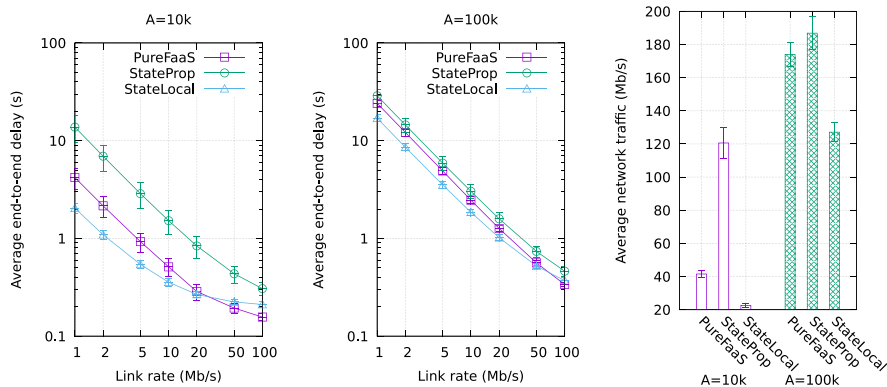 A=10k
Average end-to-end delay (s)
100
10
1
0.1
PureFaaS
StateProp
StateLocal
1 2 5 10 20 50 100
Link rate (Mb/s)
A=100k
Average end-to-end delay (s)
100
10
1
0.1
PureFaaS
StateProp
StateLocal
1 2 5 10 20 50 100
Link rate (Mb/s)
Average network traffic (Mb/s)
200
180
160
140
120
100
80
60
40
20
PureFaaS
StateProp
StateLocal
PureFaaS
StateProp
StateLocal
A=10k A=100k